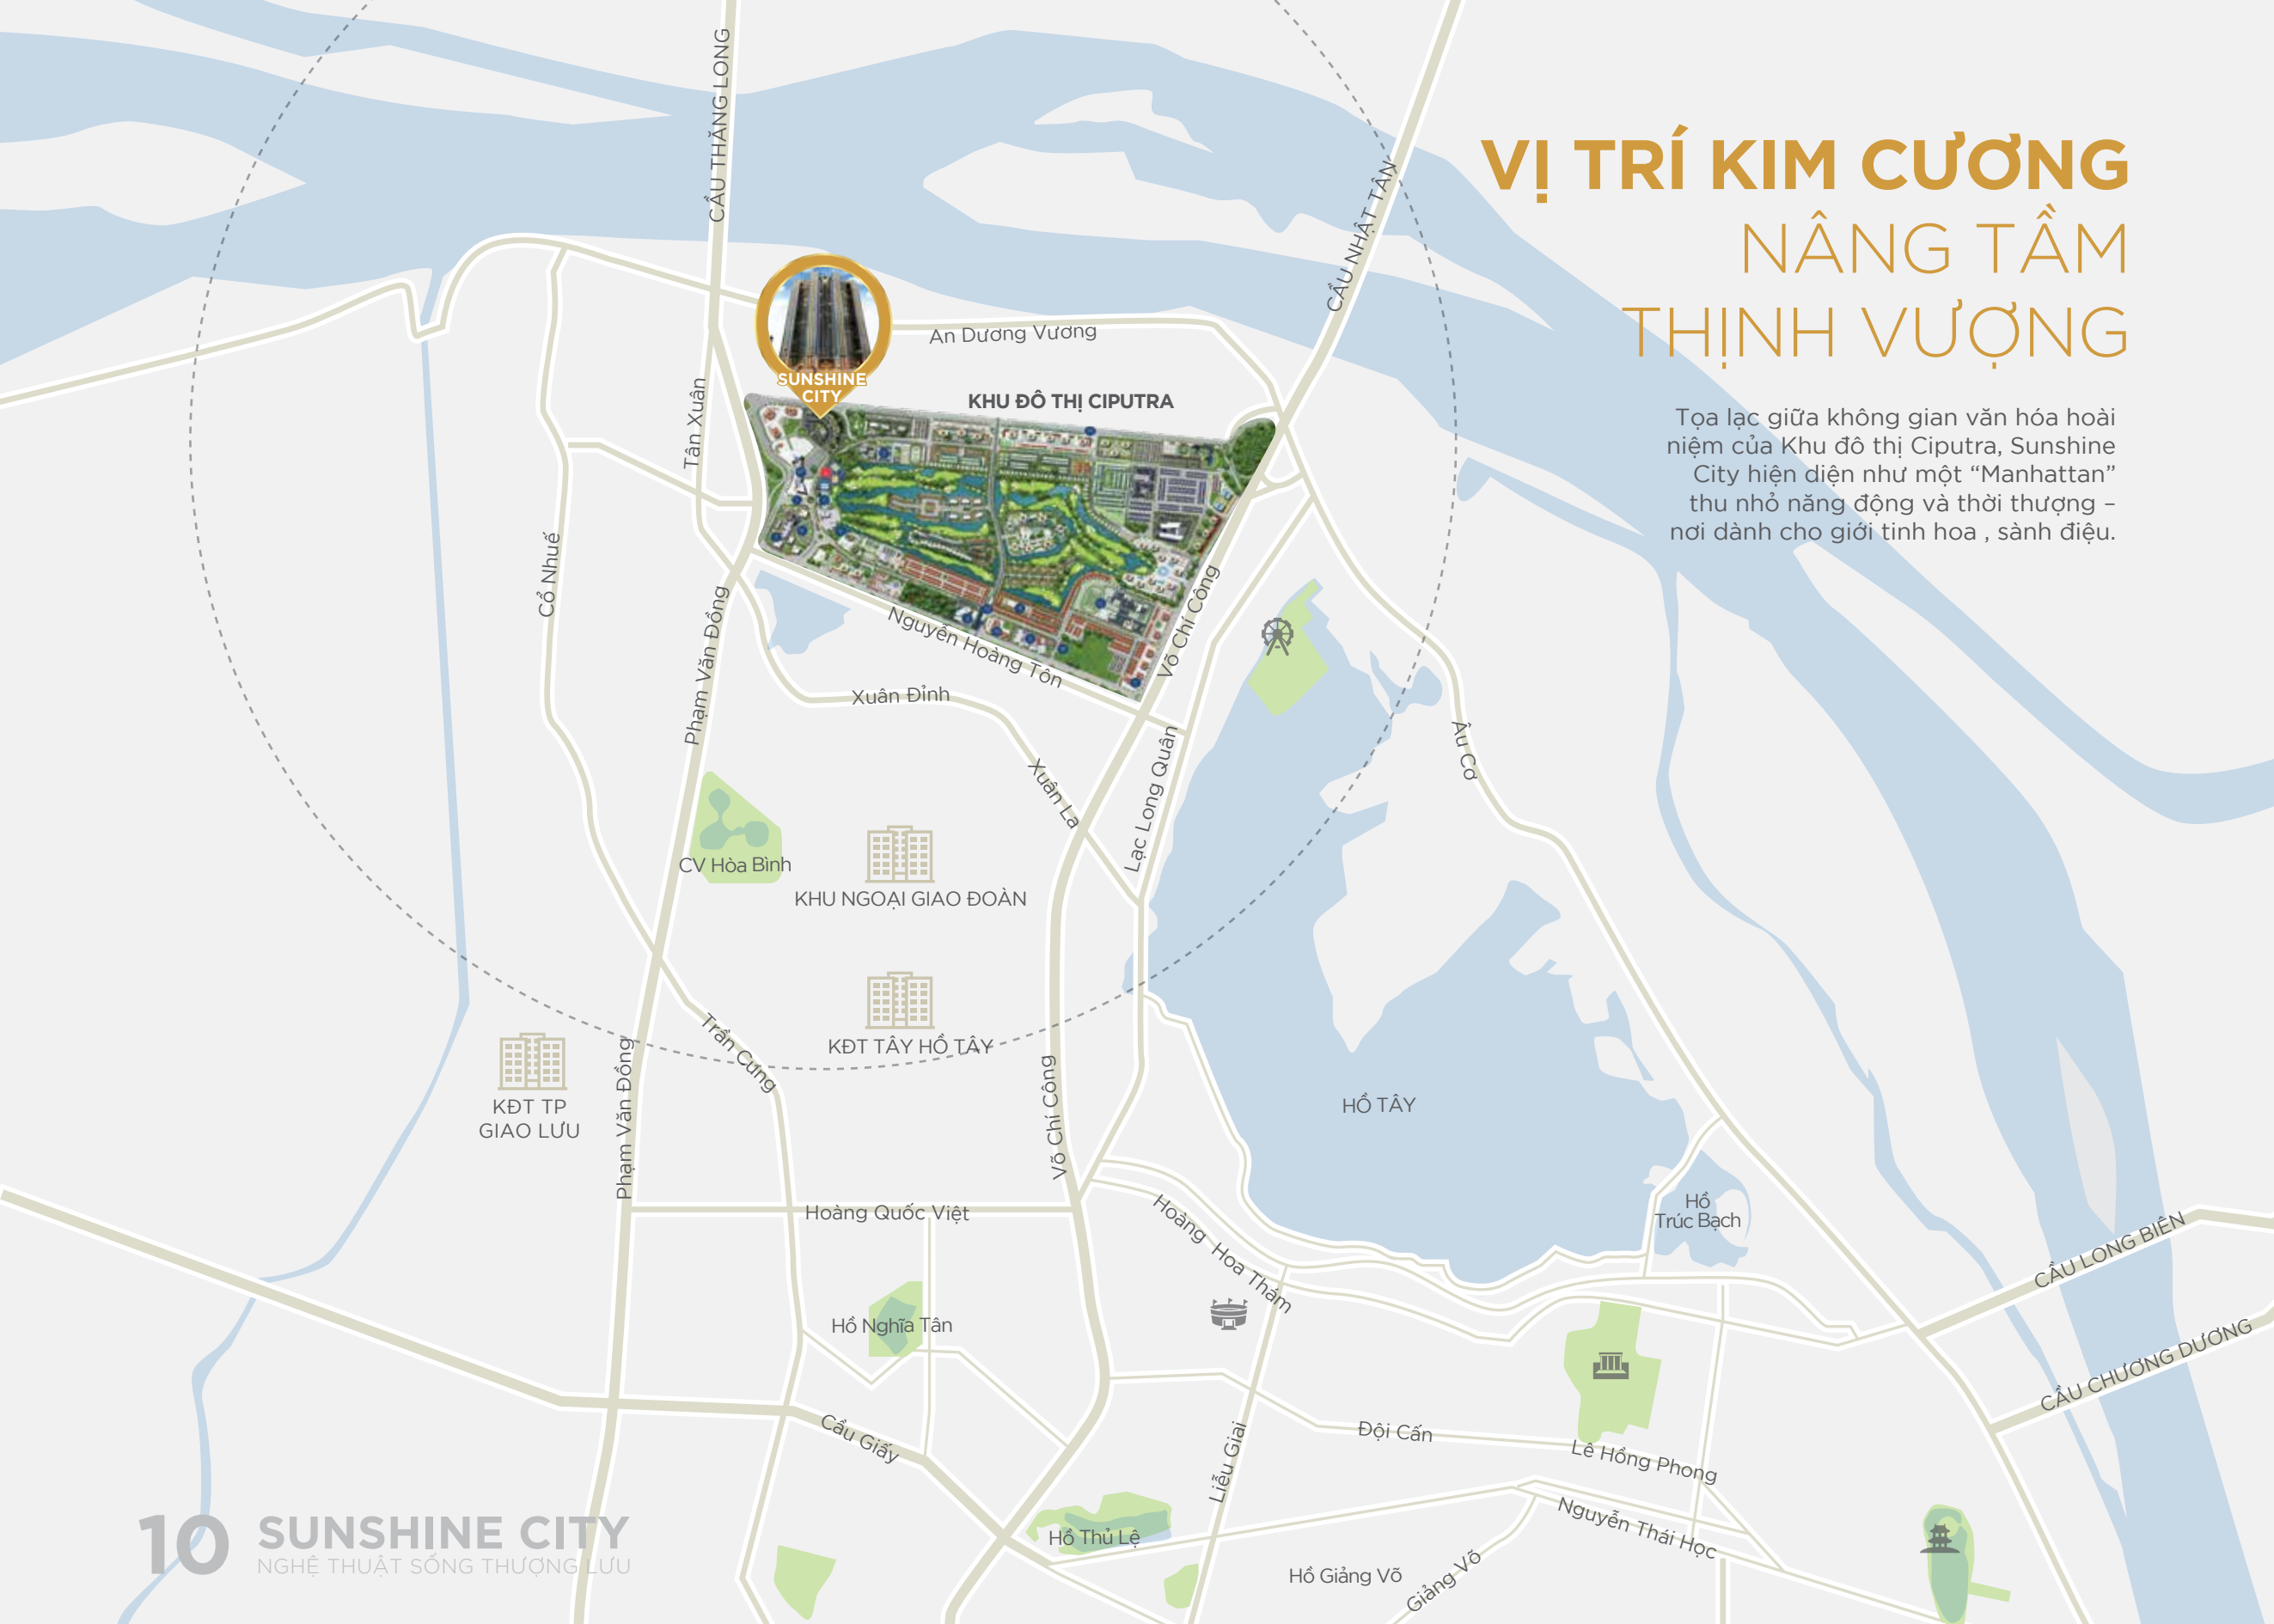 VỊ TRÍ KIM CƯƠNG
NÂNG TẦM
THỊNH VƯỢNG
Tọa lạc giữa không gian văn hóa hoài
niệm của Khu đô thị Ciputra, Sunshine
City hiện diện như một “Manhattan”
thu nhỏ năng động và thời thượng –
nơi dành cho giới tinh hoa , sành điệu.
CẦU THĂNG LONG
CẦU NHẬT TÂN
SUNSHINE
CITY
An Dương Vương
KHU ĐÔ THỊ CIPUTRA
Tân Xuân
Cổ Nhuế
Phạm Văn Đồng
Nguyễn Hoàng Tôn
Võ Chí Công
Xuân Đỉnh
Xuân La
Lạc Long Quân
Âu Cơ
CV Hòa Bình
KHU NGOẠI GIAO ĐOÀN
KĐT TÂY HỒ TÂY
Trần Cung
KĐT TP
GIAO LƯU
Phạm Văn Đồng
Võ Chí Công
HỒ TÂY
Hồ
Trúc Bạch
Hoàng Quốc Việt
Hoàng Hoa Thám
CẦU LONG BIÊN
CẦU CHƯƠNG DƯƠNG
Hồ Nghĩa Tân
Cầu Giấy
Liễu Giai
Đội Cấn
Lê Hồng Phong
Nguyễn Thái Học
Hồ Thủ Lệ
Hồ Giảng Võ
Giảng Võ
10
SUNSHINE CITY
NGHỆ THUẬT SỐNG THƯỢNG LƯU